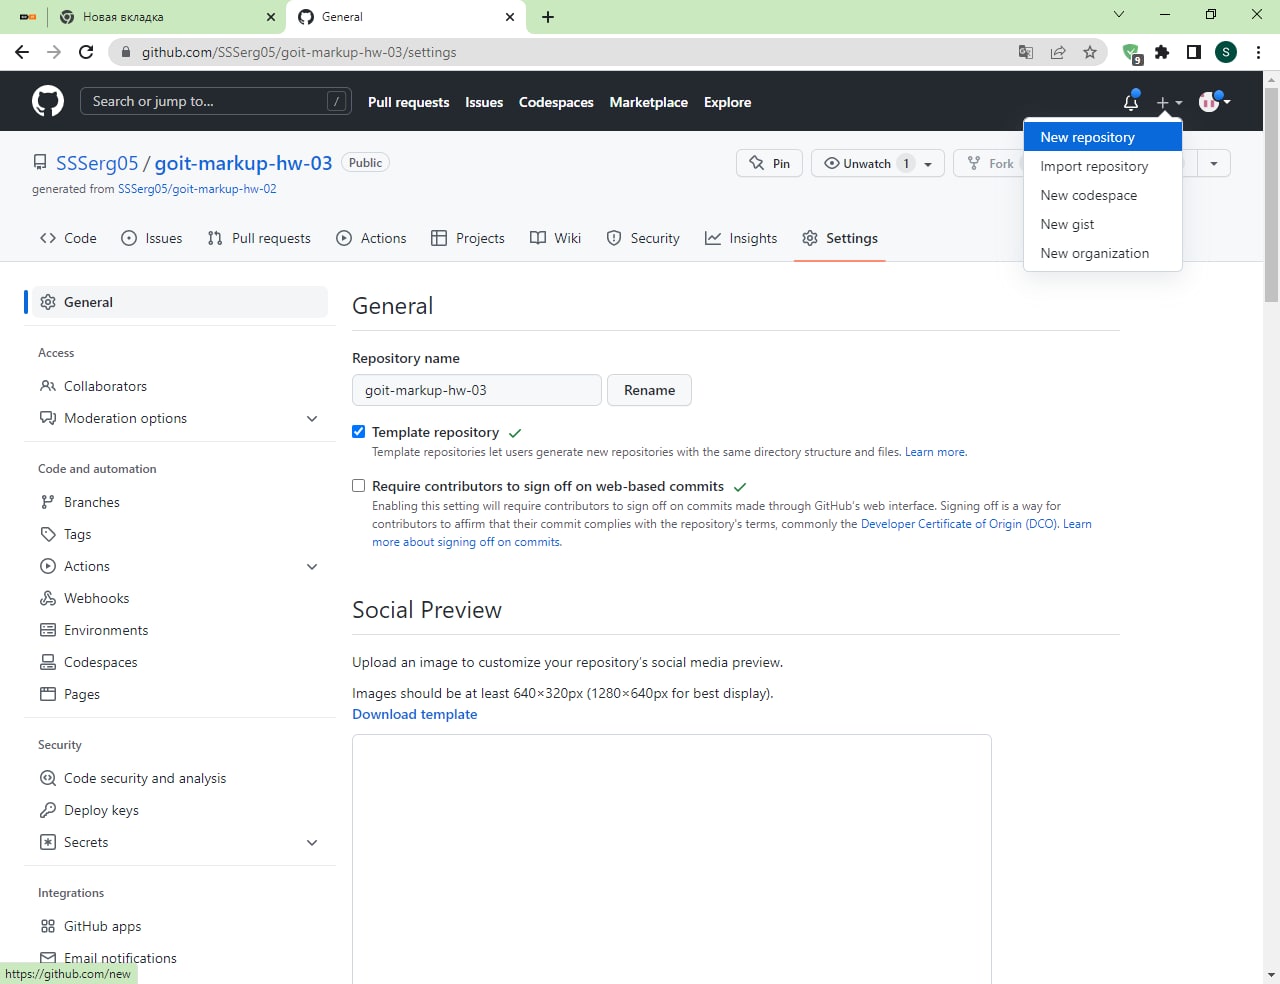 Новая вкладка
General
github.com/SSSerg05/goit-markup-hw-03/settings
9
S
Search or jump to...
/
Pull requests
Issues
Codespaces
Marketplace
Explore
New repository
Import repository
New codespace
New gist
New organization
SSSerg05 / goit-markup-hw-03
Public
generated from SSSerg05/goit-markup-hw-02
Pin
Unwatch 1
Fork
Code
Issues
Pull requests
Actions
Projects
Wiki
Security
Insights
Settings
General
Access
Collaborators
Moderation options
Code and automation
Branches
Tags
Actions
Webhooks
Environments
Codespaces
Pages
Security
Code security and analysis
Deploy keys
Secrets
Integrations
GitHub apps
Email notifications
General
Repository name
goit-markup-hw-03
Rename
Template repository
Template repositories let users generate new repositories with the same directory structure and files. Learn more.
Require contributors to sign off on web-based commits
Enabling this setting will require contributors to sign off on commits made through GitHub's web interface. Signing off is a way for
contributors to affirm that their commit complies with the repository's terms, commonly the Developer Certificate of Origin (DCO). Learn
more about signing off on commits.
Social Preview
Upload an image to customize your repository's social media preview.
Images should be at least 640×320px (1280×640px for best display).
Download template
https://github.com/new